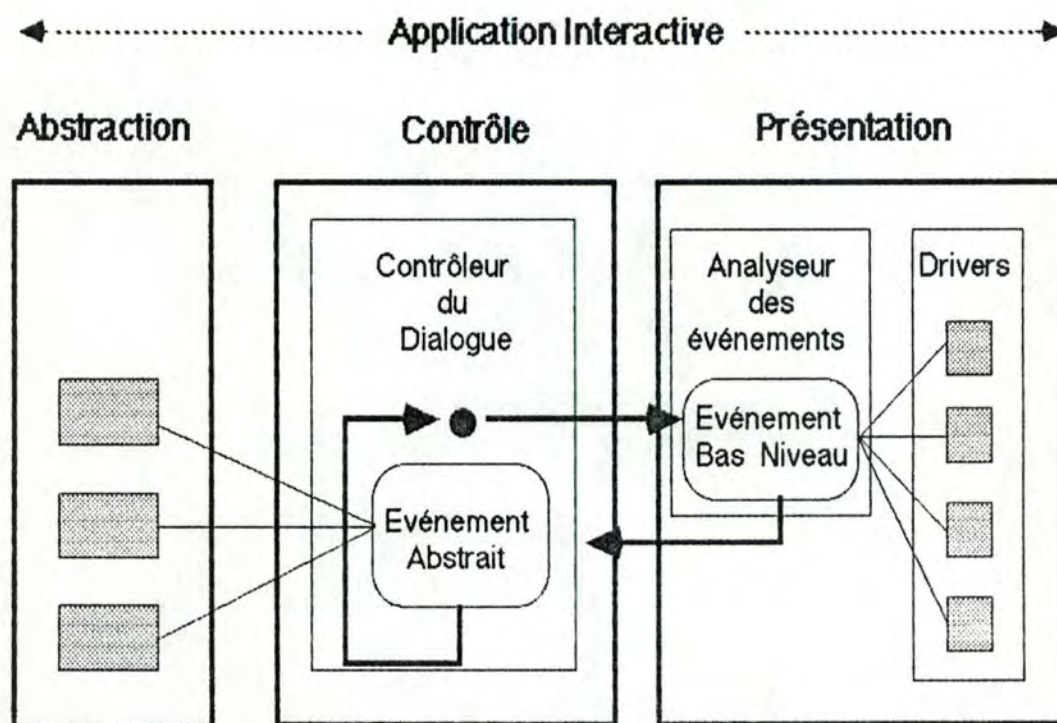 Application Interactive
Abstraction
Contrôle
Présentation
Contrôleur
du
Dialogue
Evénement
Abstrait
Analyseur
des
événements
Evénement
Bas Niveau
Drivers